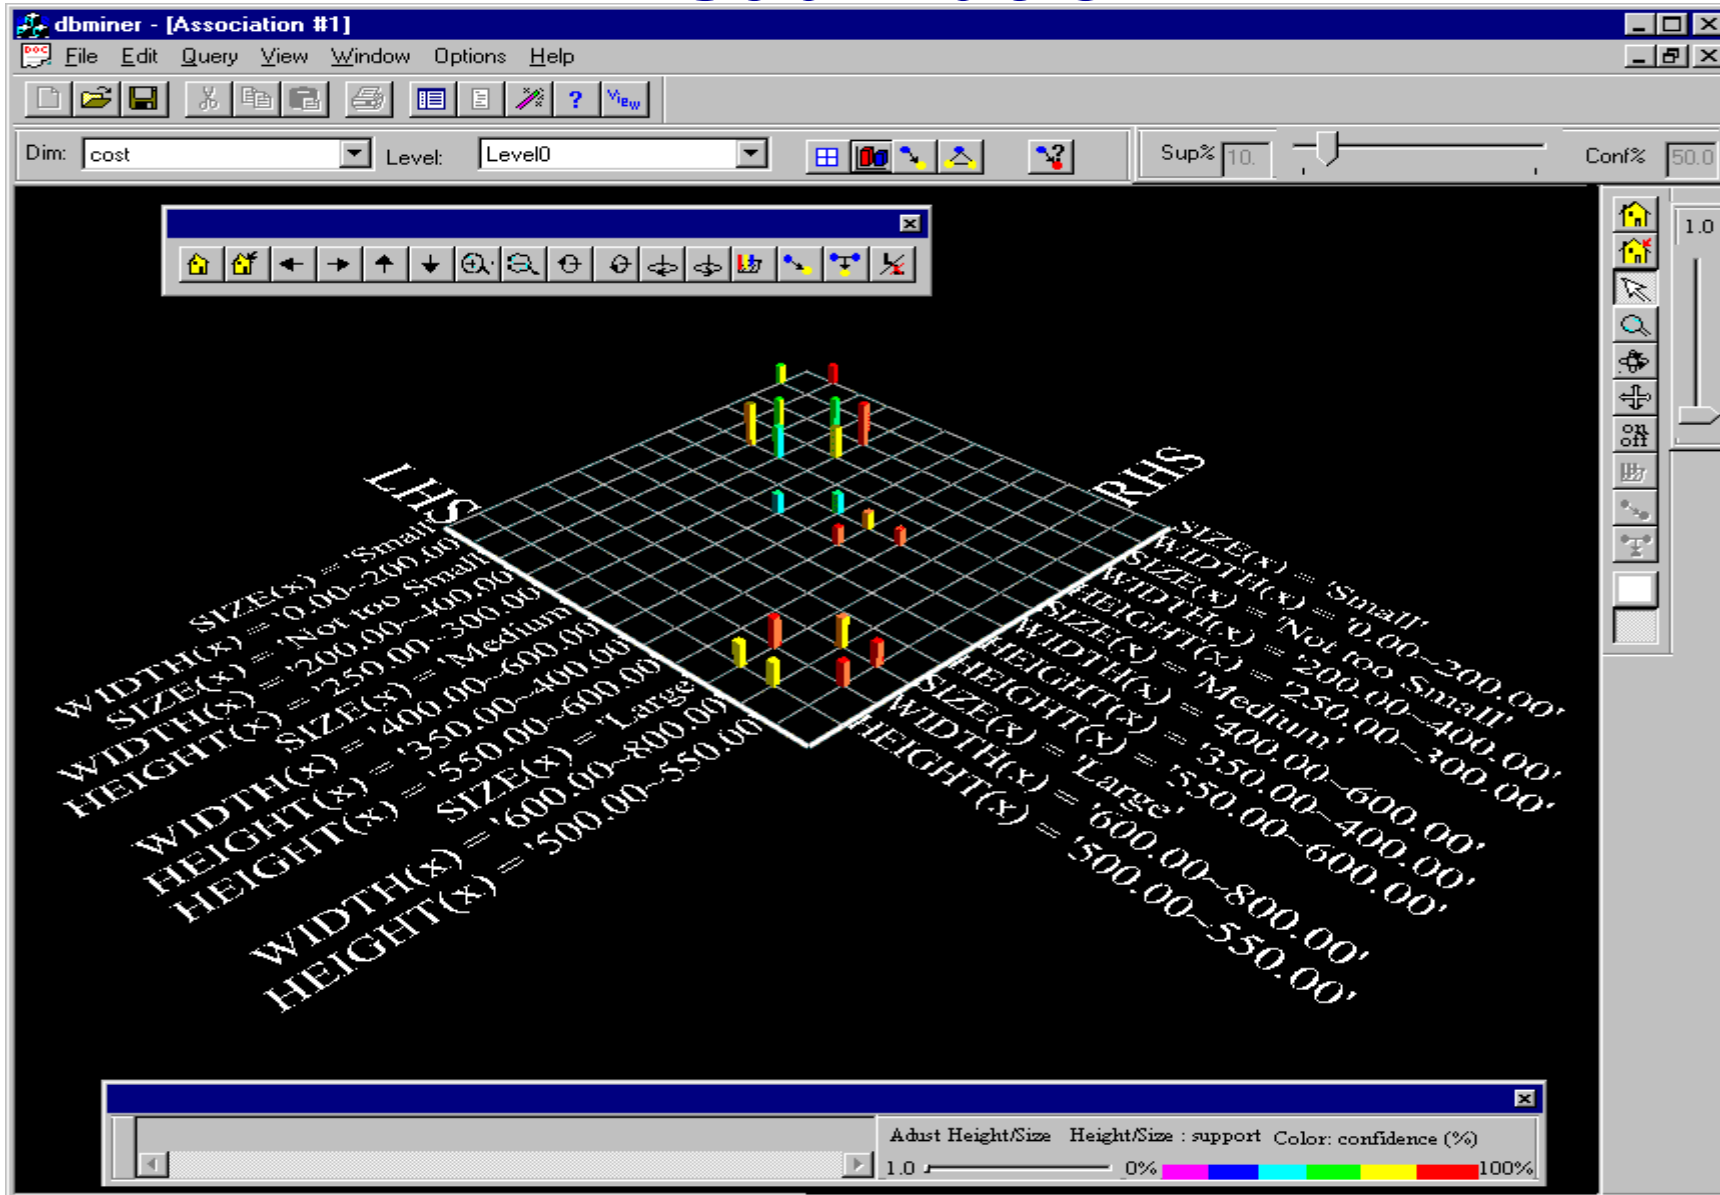 dbminer - [Association #1]
File Edit Query View Window Options Help
? View
Dim: cost Level: Level0 ? Sup% 10. Conf% 50.0
1.0
on
off
LHS
RHS
SIZE(x) = 'Small'
WIDTH(x) = '0.00~200.00'
SIZE(x) = 'Not too Small'
WIDTH(x) = '200.00~400.00'
HEIGHT(x) = '250.00~300.00'
SIZE(x) = 'Medium'
WIDTH(x) = '400.00~600.00'
HEIGHT(x) = '350.00~400.00'
HEIGHT(x) = '550.00~600.00'
SIZE(x) = 'Large'
WIDTH(x) = '600.00~800.00'
HEIGHT(x) = '500.00~550.00'
SIZE(x) = 'Small'
WIDTH(x) = '0.00~200.00'
SIZE(x) = 'Not too Small'
WIDTH(x) = '200.00~400.00'
HEIGHT(x) = '250.00~300.00'
SIZE(x) = 'Medium'
WIDTH(x) = '400.00~600.00'
HEIGHT(x) = '350.00~400.00'
HEIGHT(x) = '550.00~600.00'
SIZE(x) = 'Large'
WIDTH(x) = '600.00~800.00'
HEIGHT(x) = '500.00~550.00'
Adust Height/Size Height/Size : support Color: confidence (%)
1.0 0% 100%